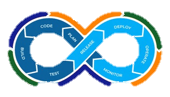 CODE
PLAN
BUILD
TEST
RELEASE
DEPLOY
OPERATE
MONITOR